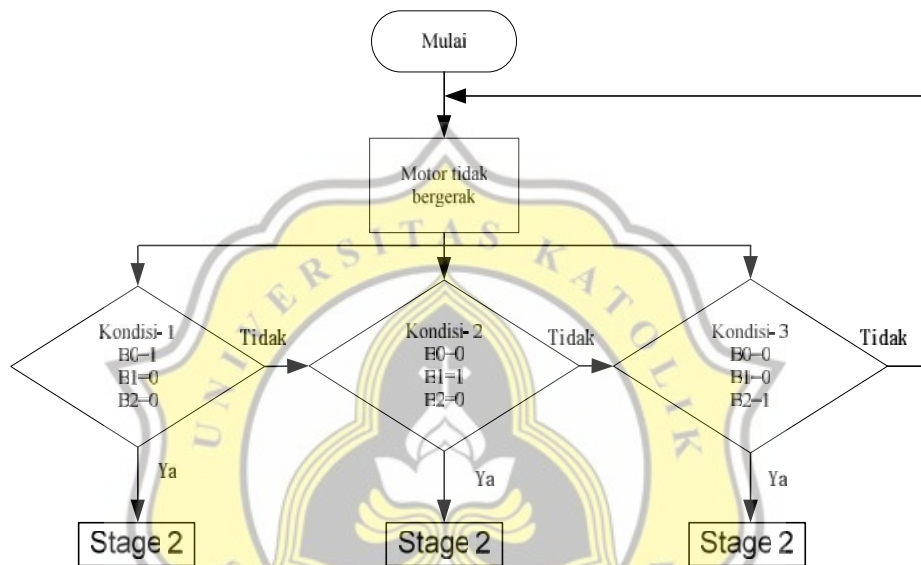 Mulai
Motor tidak
bergerak
Kondisi-1
B0=1
B1=0
B2=0
Tidak
Kondisi-2
B0=0
B1=1
B2=0
Tidak
Kondisi-3
B0=0
B1=0
B2=1
Tidak
Ya
Ya
Ya
Stage 2
Stage 2
Stage 2
UNIVERSITAS KATOLIK